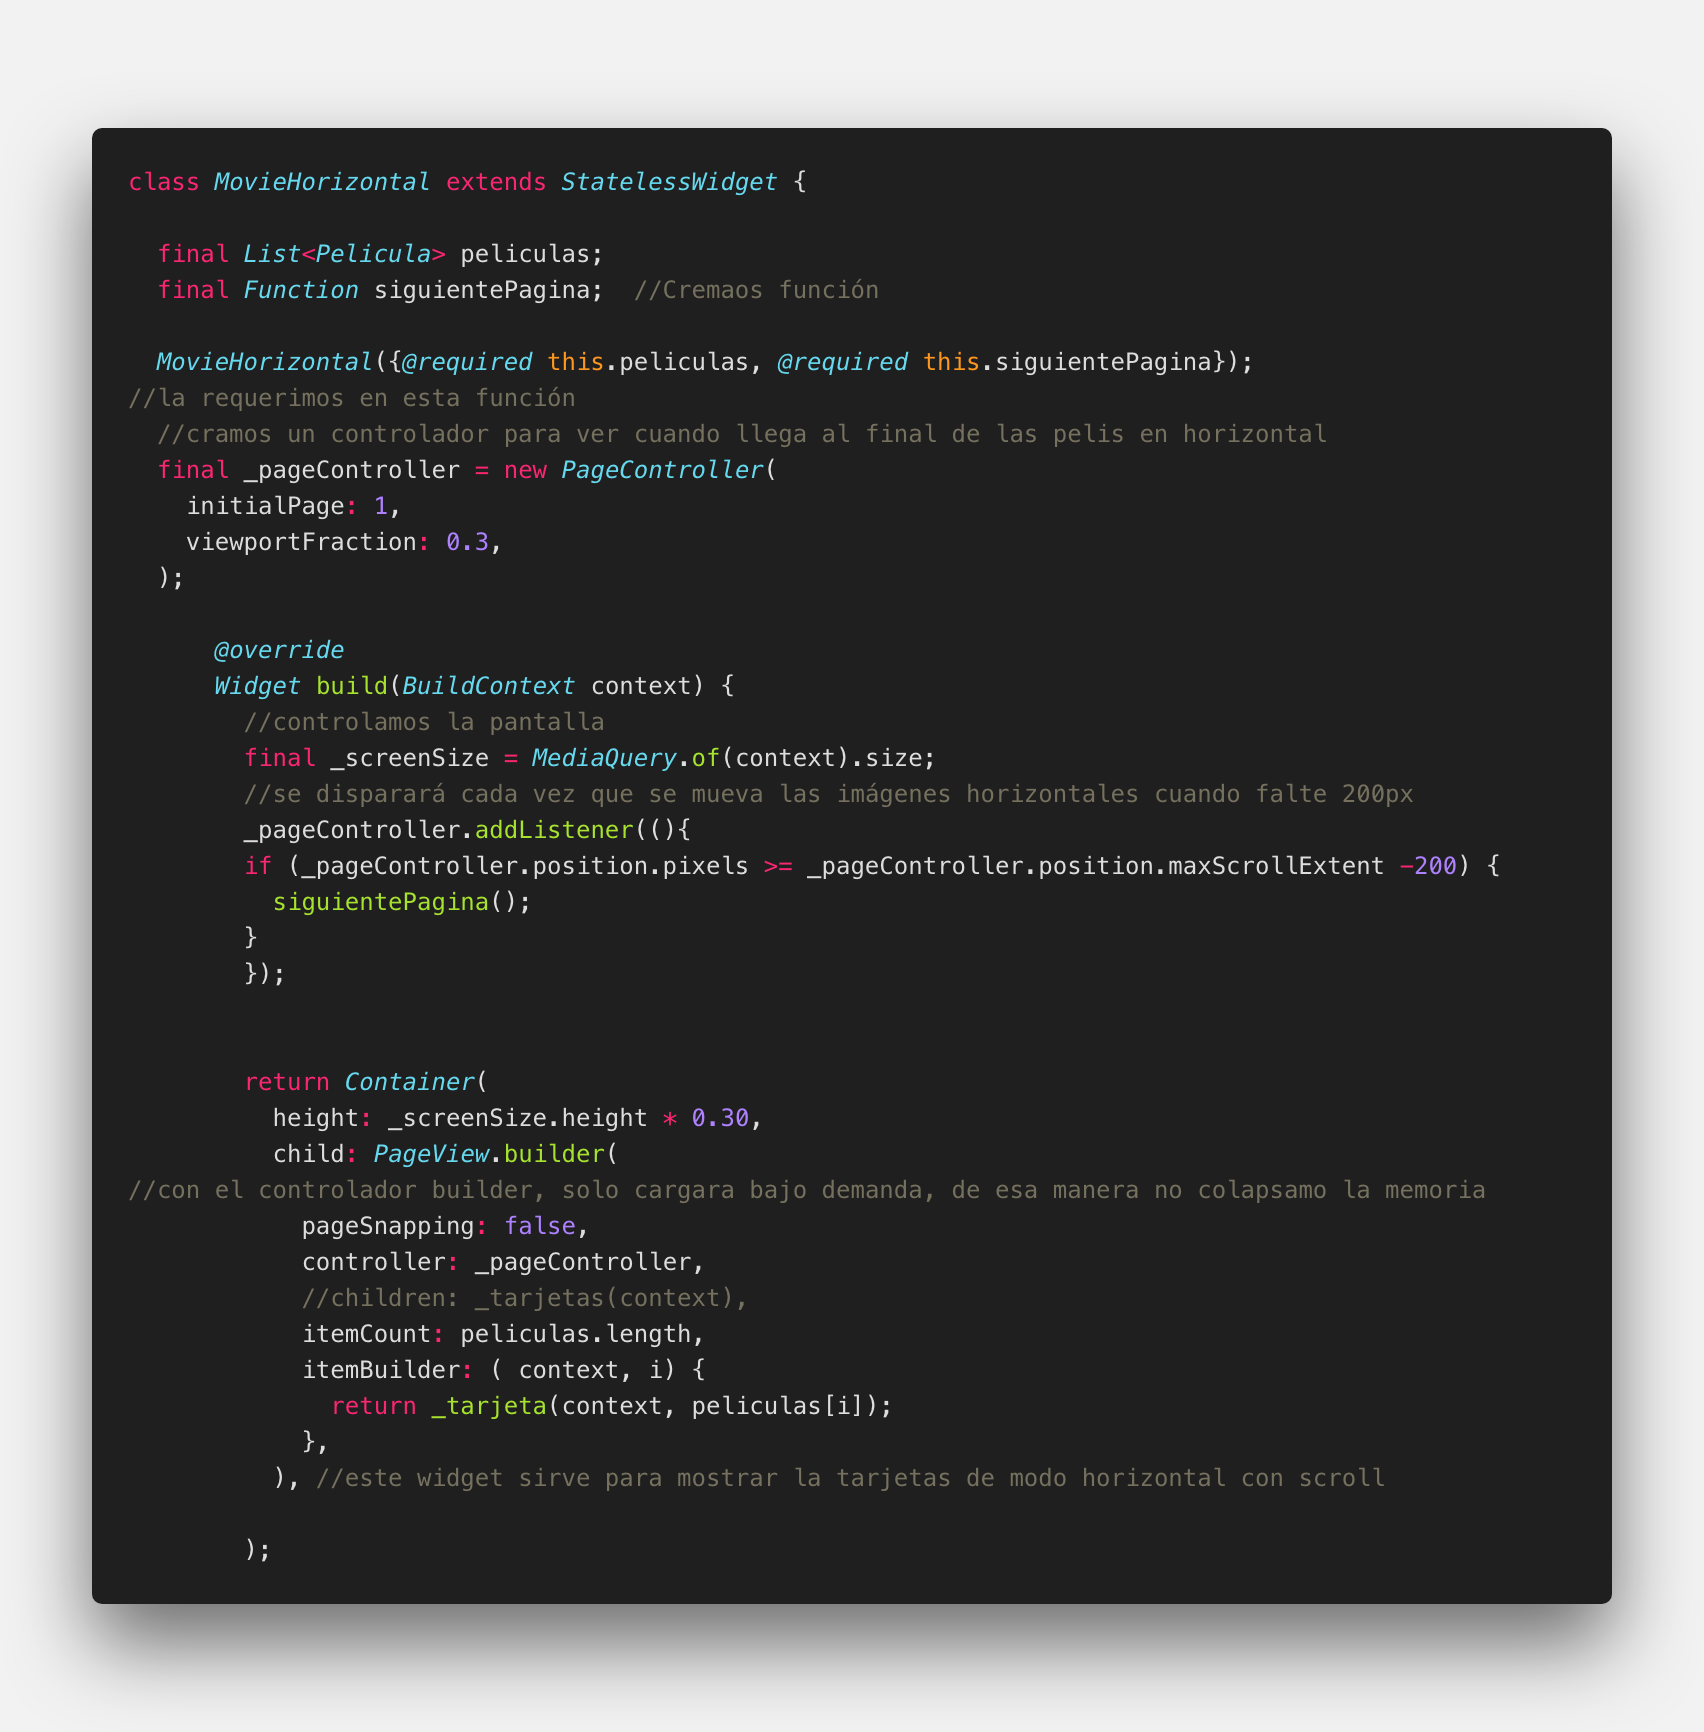 class MovieHorizontal extends StatelessWidget {
final List<Pelicula> peliculas;
final Function siguientePagina;  //Cremaos función
MovieHorizontal({@required this.peliculas, @required this.siguientePagina});
//la requerimos en esta función
//cramos un controlador para ver cuando llega al final de las pelis en horizontal
final _pageController = new PageController(
initialPage: 1,
viewportFraction: 0.3,
);
@override
Widget build(BuildContext context) {
//controlamos la pantalla
final _screenSize = MediaQuery.of(context).size;
//se disparará cada vez que se mueva las imágenes horizontales cuando falte 200px
_pageController.addListener((){
if (_pageController.position.pixels >= _pageController.position.maxScrollExtent -200) {
siguientePagina();
}
});
return Container(
height: _screenSize.height * 0.30,
child: PageView.builder(
//con el controlador builder, solo cargara bajo demanda, de esa manera no colapsamo la memoria
pageSnapping: false,
controller: _pageController,
//children: _tarjetas(context),
itemCount: peliculas.length,
itemBuilder: ( context, i) {
return _tarjeta(context, peliculas[i]);
},
), //este widget sirve para mostrar la tarjetas de modo horizontal con scroll
);